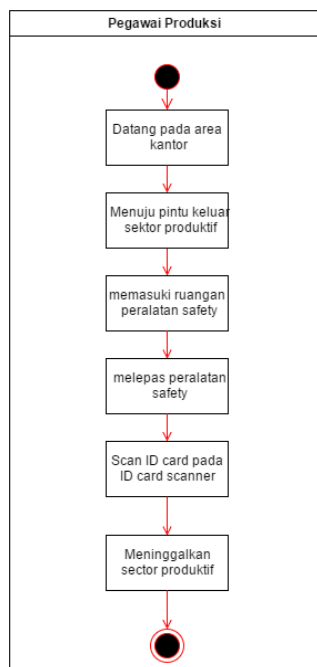 Pegawai Produksi
Datang pada area
kantor
Menuju pintu keluar
sektor produktif
memasuki ruangan
peralatan safety
melepas peralatan
safety
Scan ID card pada
ID card scanner
Meninggalkan
sector produktif